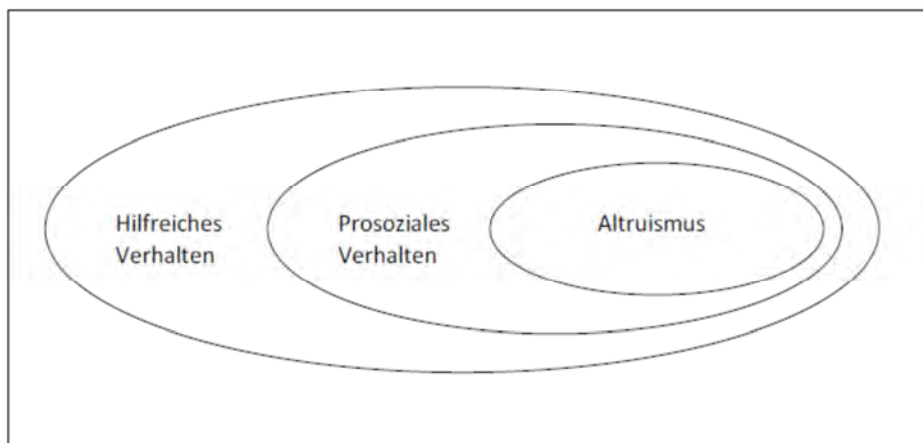 Hilfreiches
Verhalten
Prosoziales
Verhalten
Altruismus